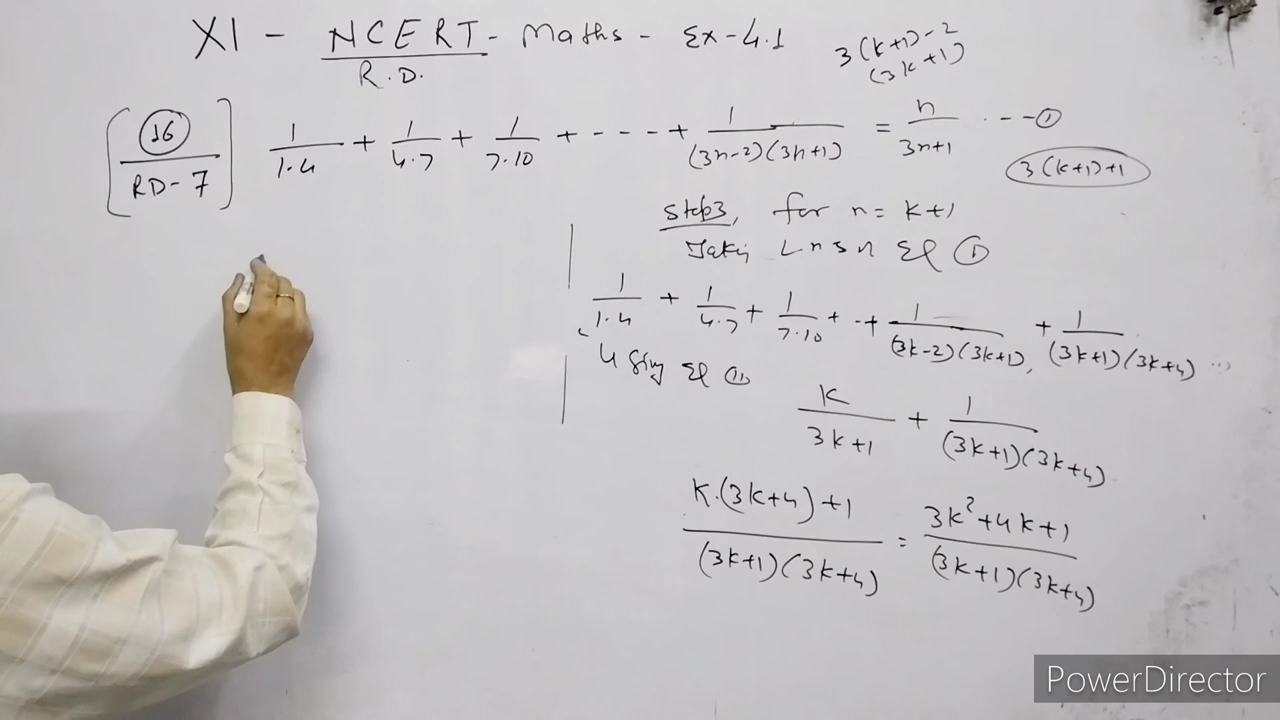 XI - NCERT - Maths - Ex-4.1
R.D.
3(k+1)-2
(3k+1)
16
RD-7
1/1.4 + 1/4.7 + 1/7.10 + ---- + 1/(3n-2)(3n+1) = n/3n+1 ---①
3(k+1)+1
Step3, for n = k+1
①
1/1.4 + 1/4.7 + 1/7.10 + -+ 1/(3k-2)(3k+1) + 1/(3k+1)(3k+4) ...
Using
k/3k+1 + 1/(3k+1)(3k+4)
k.(3k+4)+1/(3k+1)(3k+4) = 3k²+4k+1/(3k+1)(3k+4)
PowerDirector